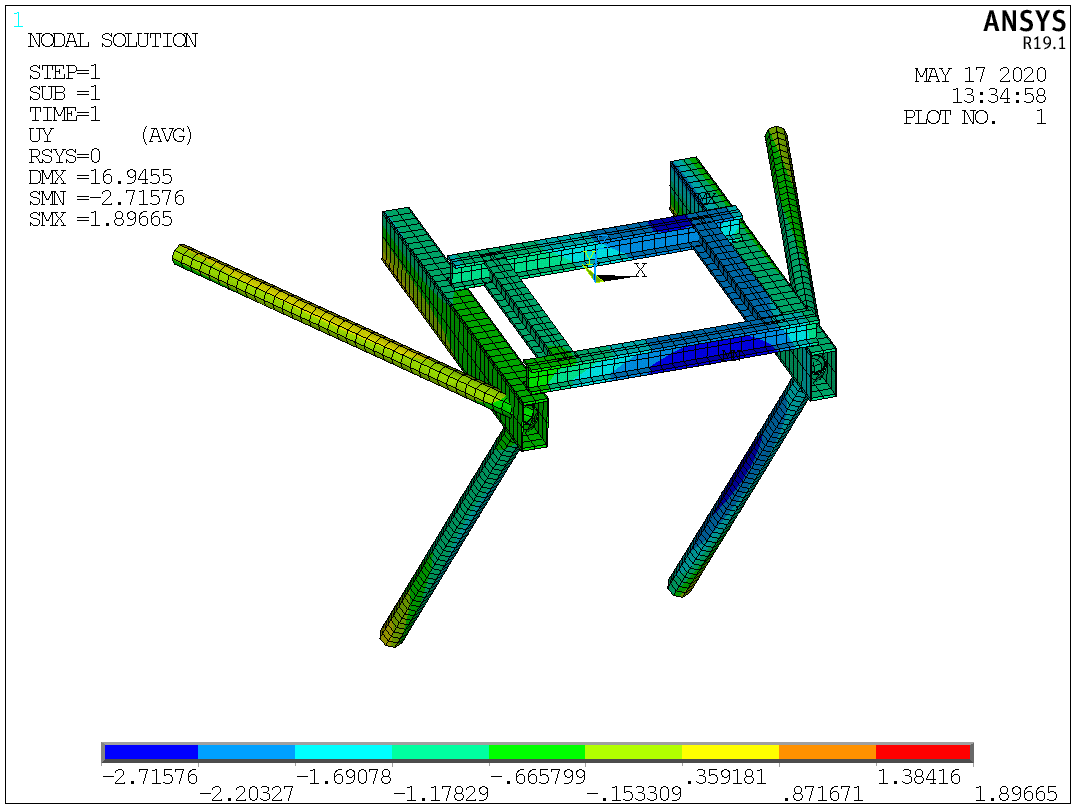 1
NODAL SOLUTION
STEP=1
SUB =1
TIME=1
UY (AVG)
RSYS=0
DMX =16.9455
SMN =-2.71576
SMX =1.89665
ANSYS
R19.1
MAY 17 2020
13:34:58
PLOT NO. 1
X
-2.71576 -1.69078 -.665799 .359181 1.38416
-2.20327 -1.17829 -.153309 .871671 1.89665